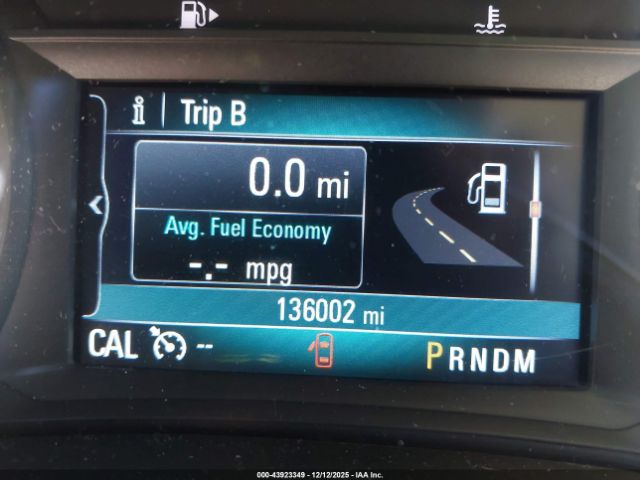 i Trip B
0.0 mi
Avg. Fuel Economy
-.- mpg
136002 mi
CAL -- PRNDM
000-43923349 - 12/12/2025 - IAA Inc.